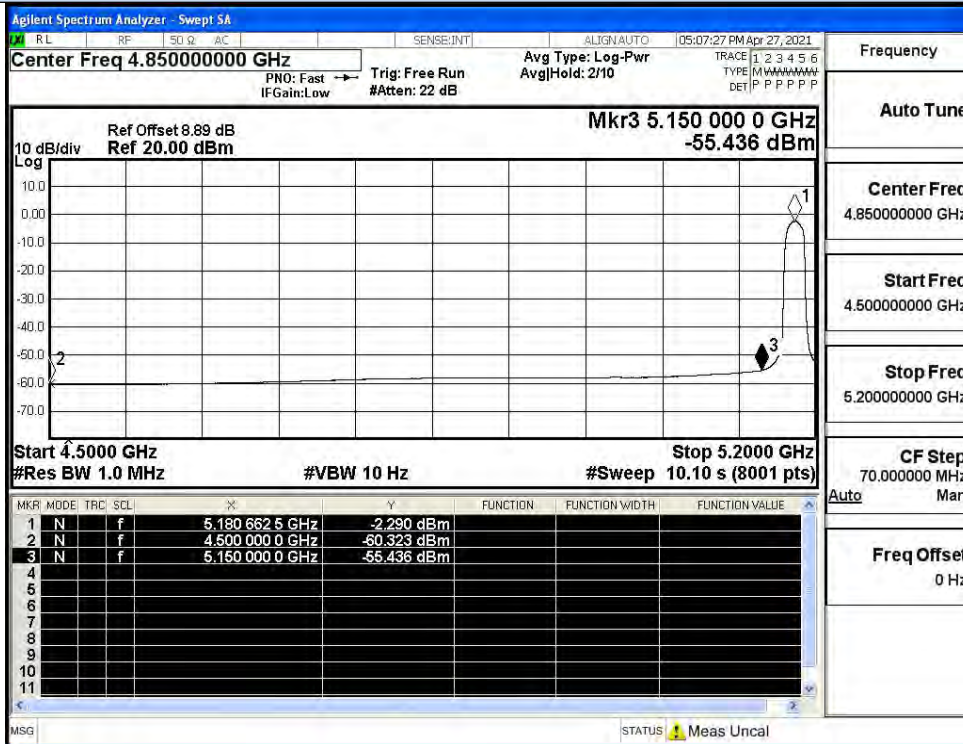 Agilent Spectrum Analyzer - Swept SA
LXI RL RF 50 Ω AC SENSE:INT ALIGNAUTO 05:07:27 PM Apr 27, 2021
Center Freq 4.850000000 GHz
PNO: Fast
IFGain:Low
Trig: Free Run
#Atten: 22 dB
Avg Type: Log-Pwr
Avg|Hold: 2/10
TRACE 1 2 3 4 5 6
TYPE M W W W W W
DET P P P P P P
Mkr3 5.150 000 0 GHz
-55.436 dBm
Ref Offset 8.89 dB
10 dB/div Ref 20.00 dBm
Log
10.0
0.00
-10.0
-20.0
-30.0
-40.0
-50.0
-60.0
-70.0
1
2
3
Start 4.5000 GHz Stop 5.2000 GHz
#Res BW 1.0 MHz #VBW 10 Hz #Sweep 10.10 s (8001 pts)
MKR MODE TRC SCL X Y FUNCTION FUNCTION WIDTH FUNCTION VALUE
1 N f 5.180 662 5 GHz -2.290 dBm
2 N f 4.500 000 0 GHz -60.323 dBm
3 N f 5.150 000 0 GHz -55.436 dBm
4
5
6
7
8
9
10
11
MSG STATUS Meas Uncal
Frequency
Auto Tune
Center Freq
4.850000000 GHz
Start Freq
4.500000000 GHz
Stop Freq
5.200000000 GHz
CF Step
70.000000 MHz
Auto Man
Freq Offset
0 Hz